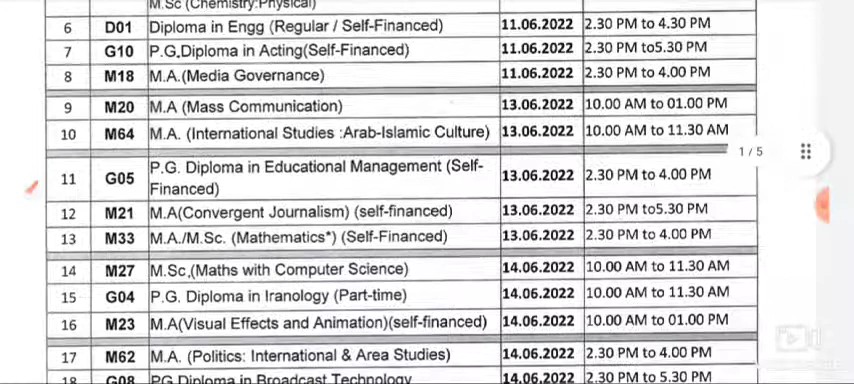 M.Sc (Chemistry:Physical)
6 D01 Diploma in Engg (Regular / Self-Financed) 11.06.2022 2.30 PM to 4.30 PM
7 G10 P.G.Diploma in Acting(Self-Financed) 11.06.2022 2.30 PM to5.30 PM
8 M18 M.A.(Media Governance) 11.06.2022 2.30 PM to 4.00 PM
9 M20 M.A (Mass Communication) 13.06.2022 10.00 AM to 01.00 PM
10 M64 M.A. (International Studies :Arab-Islamic Culture) 13.06.2022 10.00 AM to 11.30 AM
1 / 5
11 G05 P.G. Diploma in Educational Management (Self-
Financed) 13.06.2022 2.30 PM to 4.00 PM
12 M21 M.A(Convergent Journalism) (self-financed) 13.06.2022 2.30 PM to5.30 PM
13 M33 M.A./M.Sc. (Mathematics*) (Self-Financed) 13.06.2022 2.30 PM to 4.00 PM
14 M27 M.Sc,(Maths with Computer Science) 14.06.2022 10.00 AM to 11.30 AM
15 G04 P.G. Diploma in Iranology (Part-time) 14.06.2022 10.00 AM to 11.30 AM
16 M23 M.A(Visual Effects and Animation)(self-financed) 14.06.2022 10.00 AM to 01.00 PM
17 M62 M.A. (Politics: International & Area Studies) 14.06.2022 2.30 PM to 4.00 PM
18 G08 PG Diploma in Broadcast Technology 14.06.2022 2.30 PM to 5.30 PM